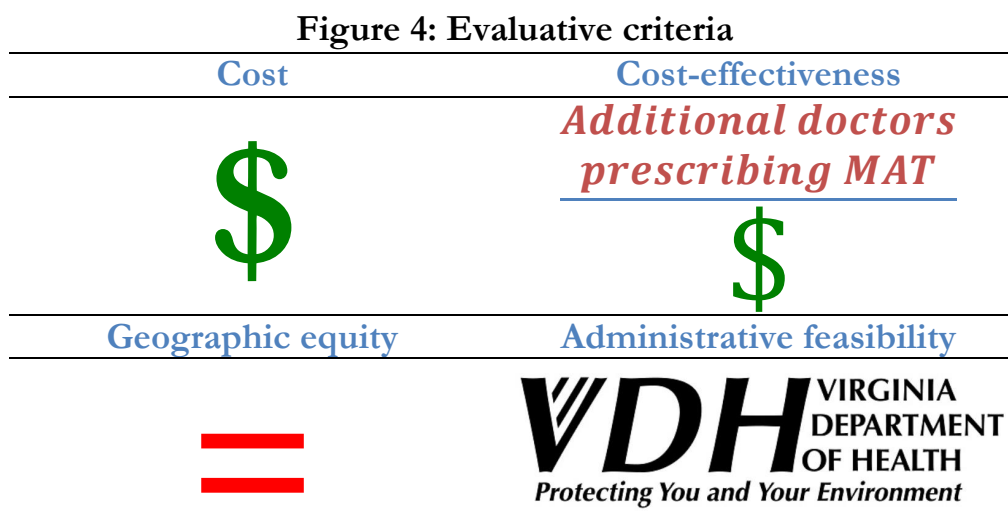 Figure 4: Evaluative criteria
Cost
Cost-effectiveness
$
Additional doctors
prescribing MAT
$
Geographic equity
Administrative feasibility
=
VDH
VIRGINIA
DEPARTMENT
OF HEALTH
Protecting You and Your Environment